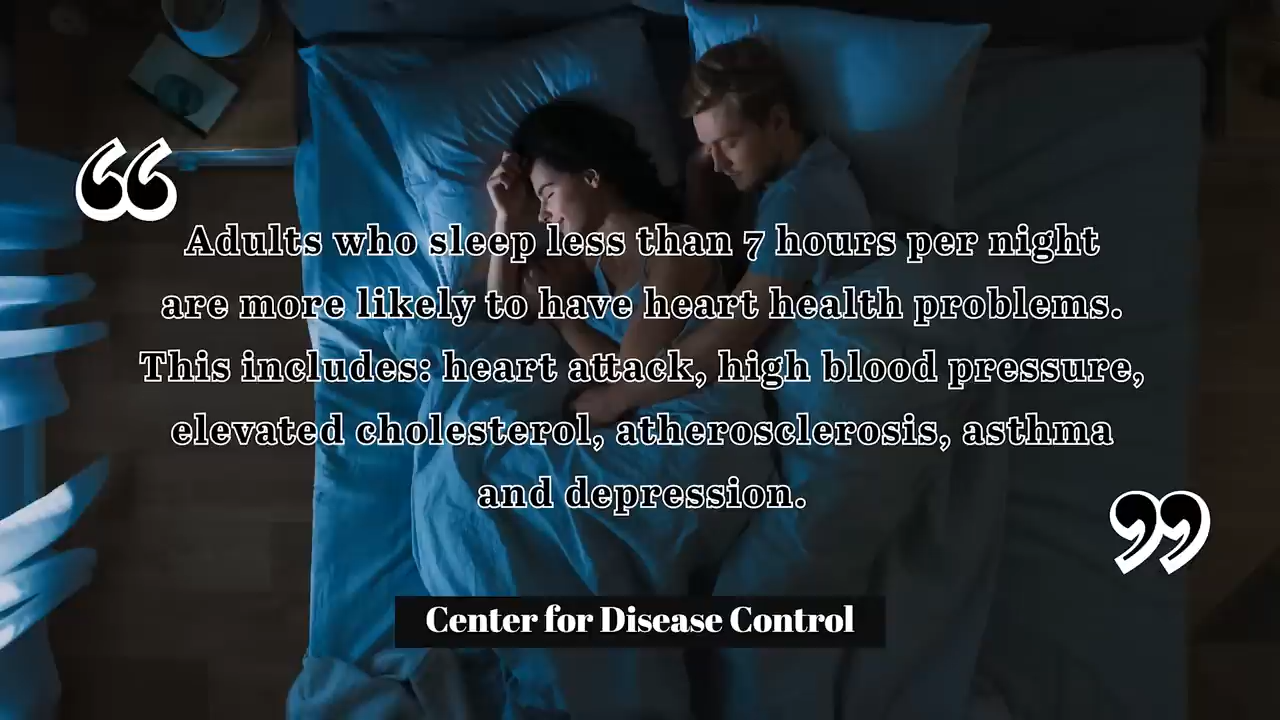 “
Adults who sleep less than 7 hours per night
are more likely to have heart health problems.
This includes: heart attack, high blood pressure,
elevated cholesterol, atherosclerosis, asthma
and depression.
”
Center for Disease Control